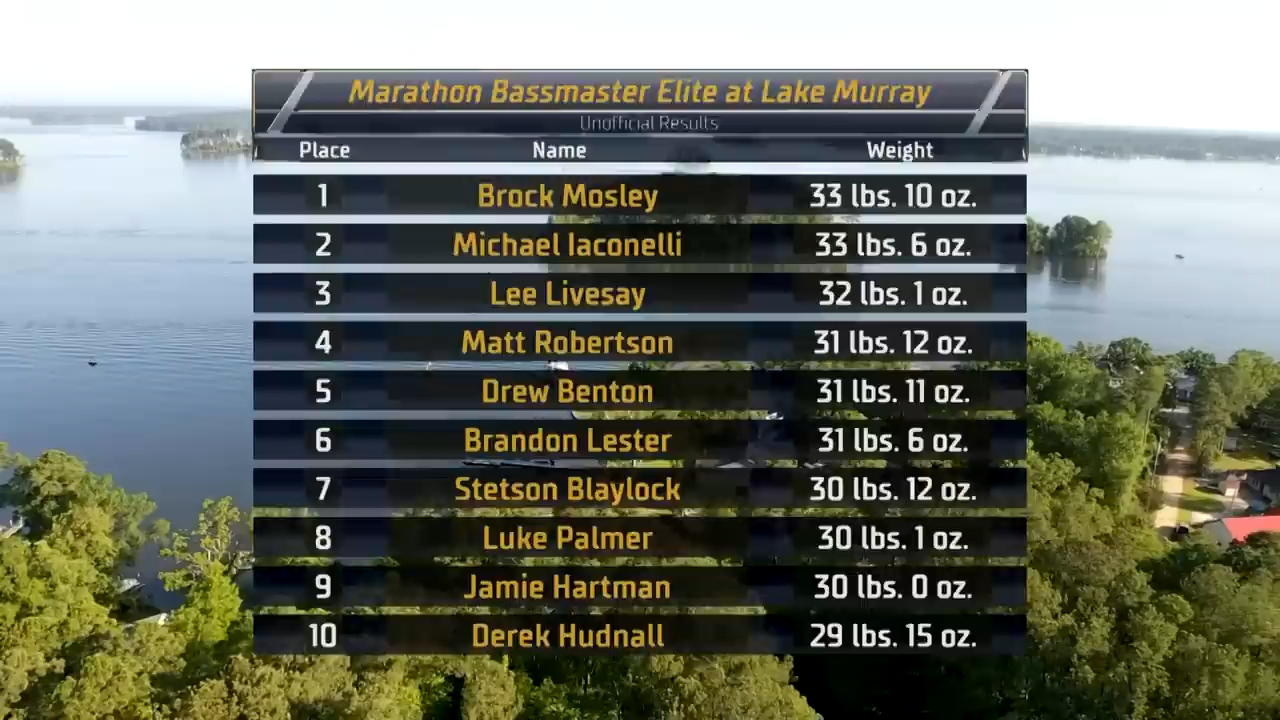 Marathon Bassmaster Elite at Lake Murray
Unofficial Results
Place Name Weight
1 Brock Mosley 33 lbs. 10 oz.
2 Michael Iaconelli 33 lbs. 6 oz.
3 Lee Livesay 32 lbs. 1 oz.
4 Matt Robertson 31 lbs. 12 oz.
5 Drew Benton 31 lbs. 11 oz.
6 Brandon Lester 31 lbs. 6 oz.
7 Stetson Blaylock 30 lbs. 12 oz.
8 Luke Palmer 30 lbs. 1 oz.
9 Jamie Hartman 30 lbs. 0 oz.
10 Derek Hudnall 29 lbs. 15 oz.